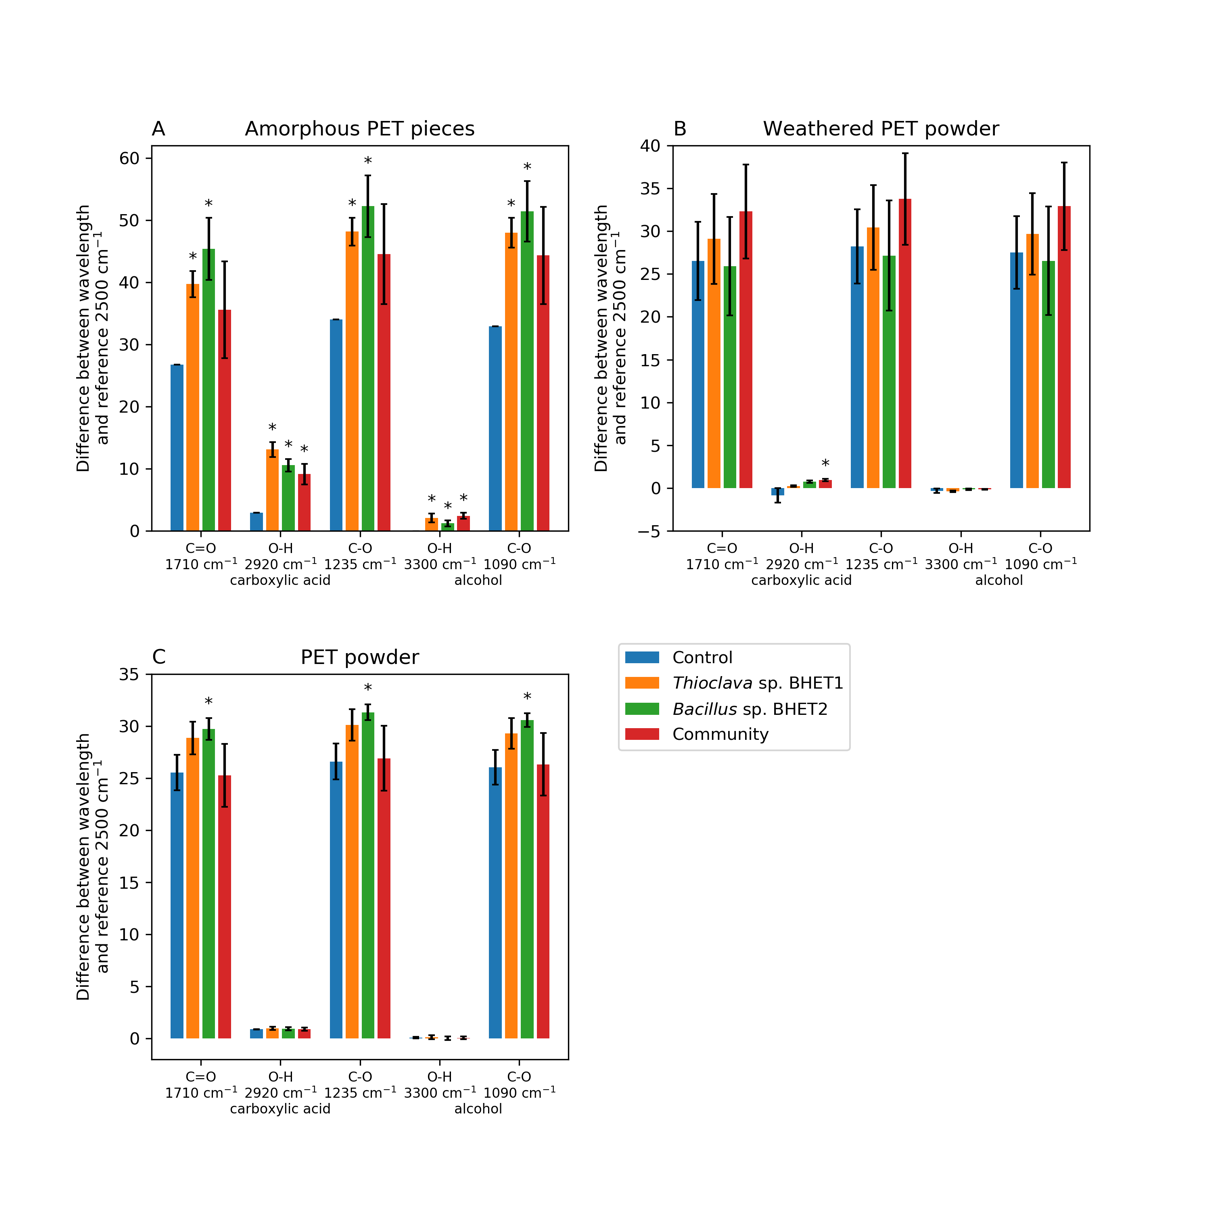 A
Amorphous PET pieces
Difference between wavelength
and reference 2500 cm⁻¹
60
50
40
30
20
10
0
* * * * * * * * * * * *
C=O
O-H
C-O
O-H
C-O
1710 cm⁻¹ 2920 cm⁻¹ 1235 cm⁻¹ 3300 cm⁻¹ 1090 cm⁻¹
carboxylic acid
alcohol
B
Weathered PET powder
Difference between wavelength
and reference 2500 cm⁻¹
40
35
30
25
20
15
10
5
0
−5
*
C=O
O-H
C-O
O-H
C-O
1710 cm⁻¹ 2920 cm⁻¹ 1235 cm⁻¹ 3300 cm⁻¹ 1090 cm⁻¹
carboxylic acid
alcohol
C
PET powder
Difference between wavelength
and reference 2500 cm⁻¹
35
30
25
20
15
10
5
0
* * *
C=O
O-H
C-O
O-H
C-O
1710 cm⁻¹ 2920 cm⁻¹ 1235 cm⁻¹ 3300 cm⁻¹ 1090 cm⁻¹
carboxylic acid
alcohol
Control
Thioclava sp. BHET1
Bacillus sp. BHET2
Community